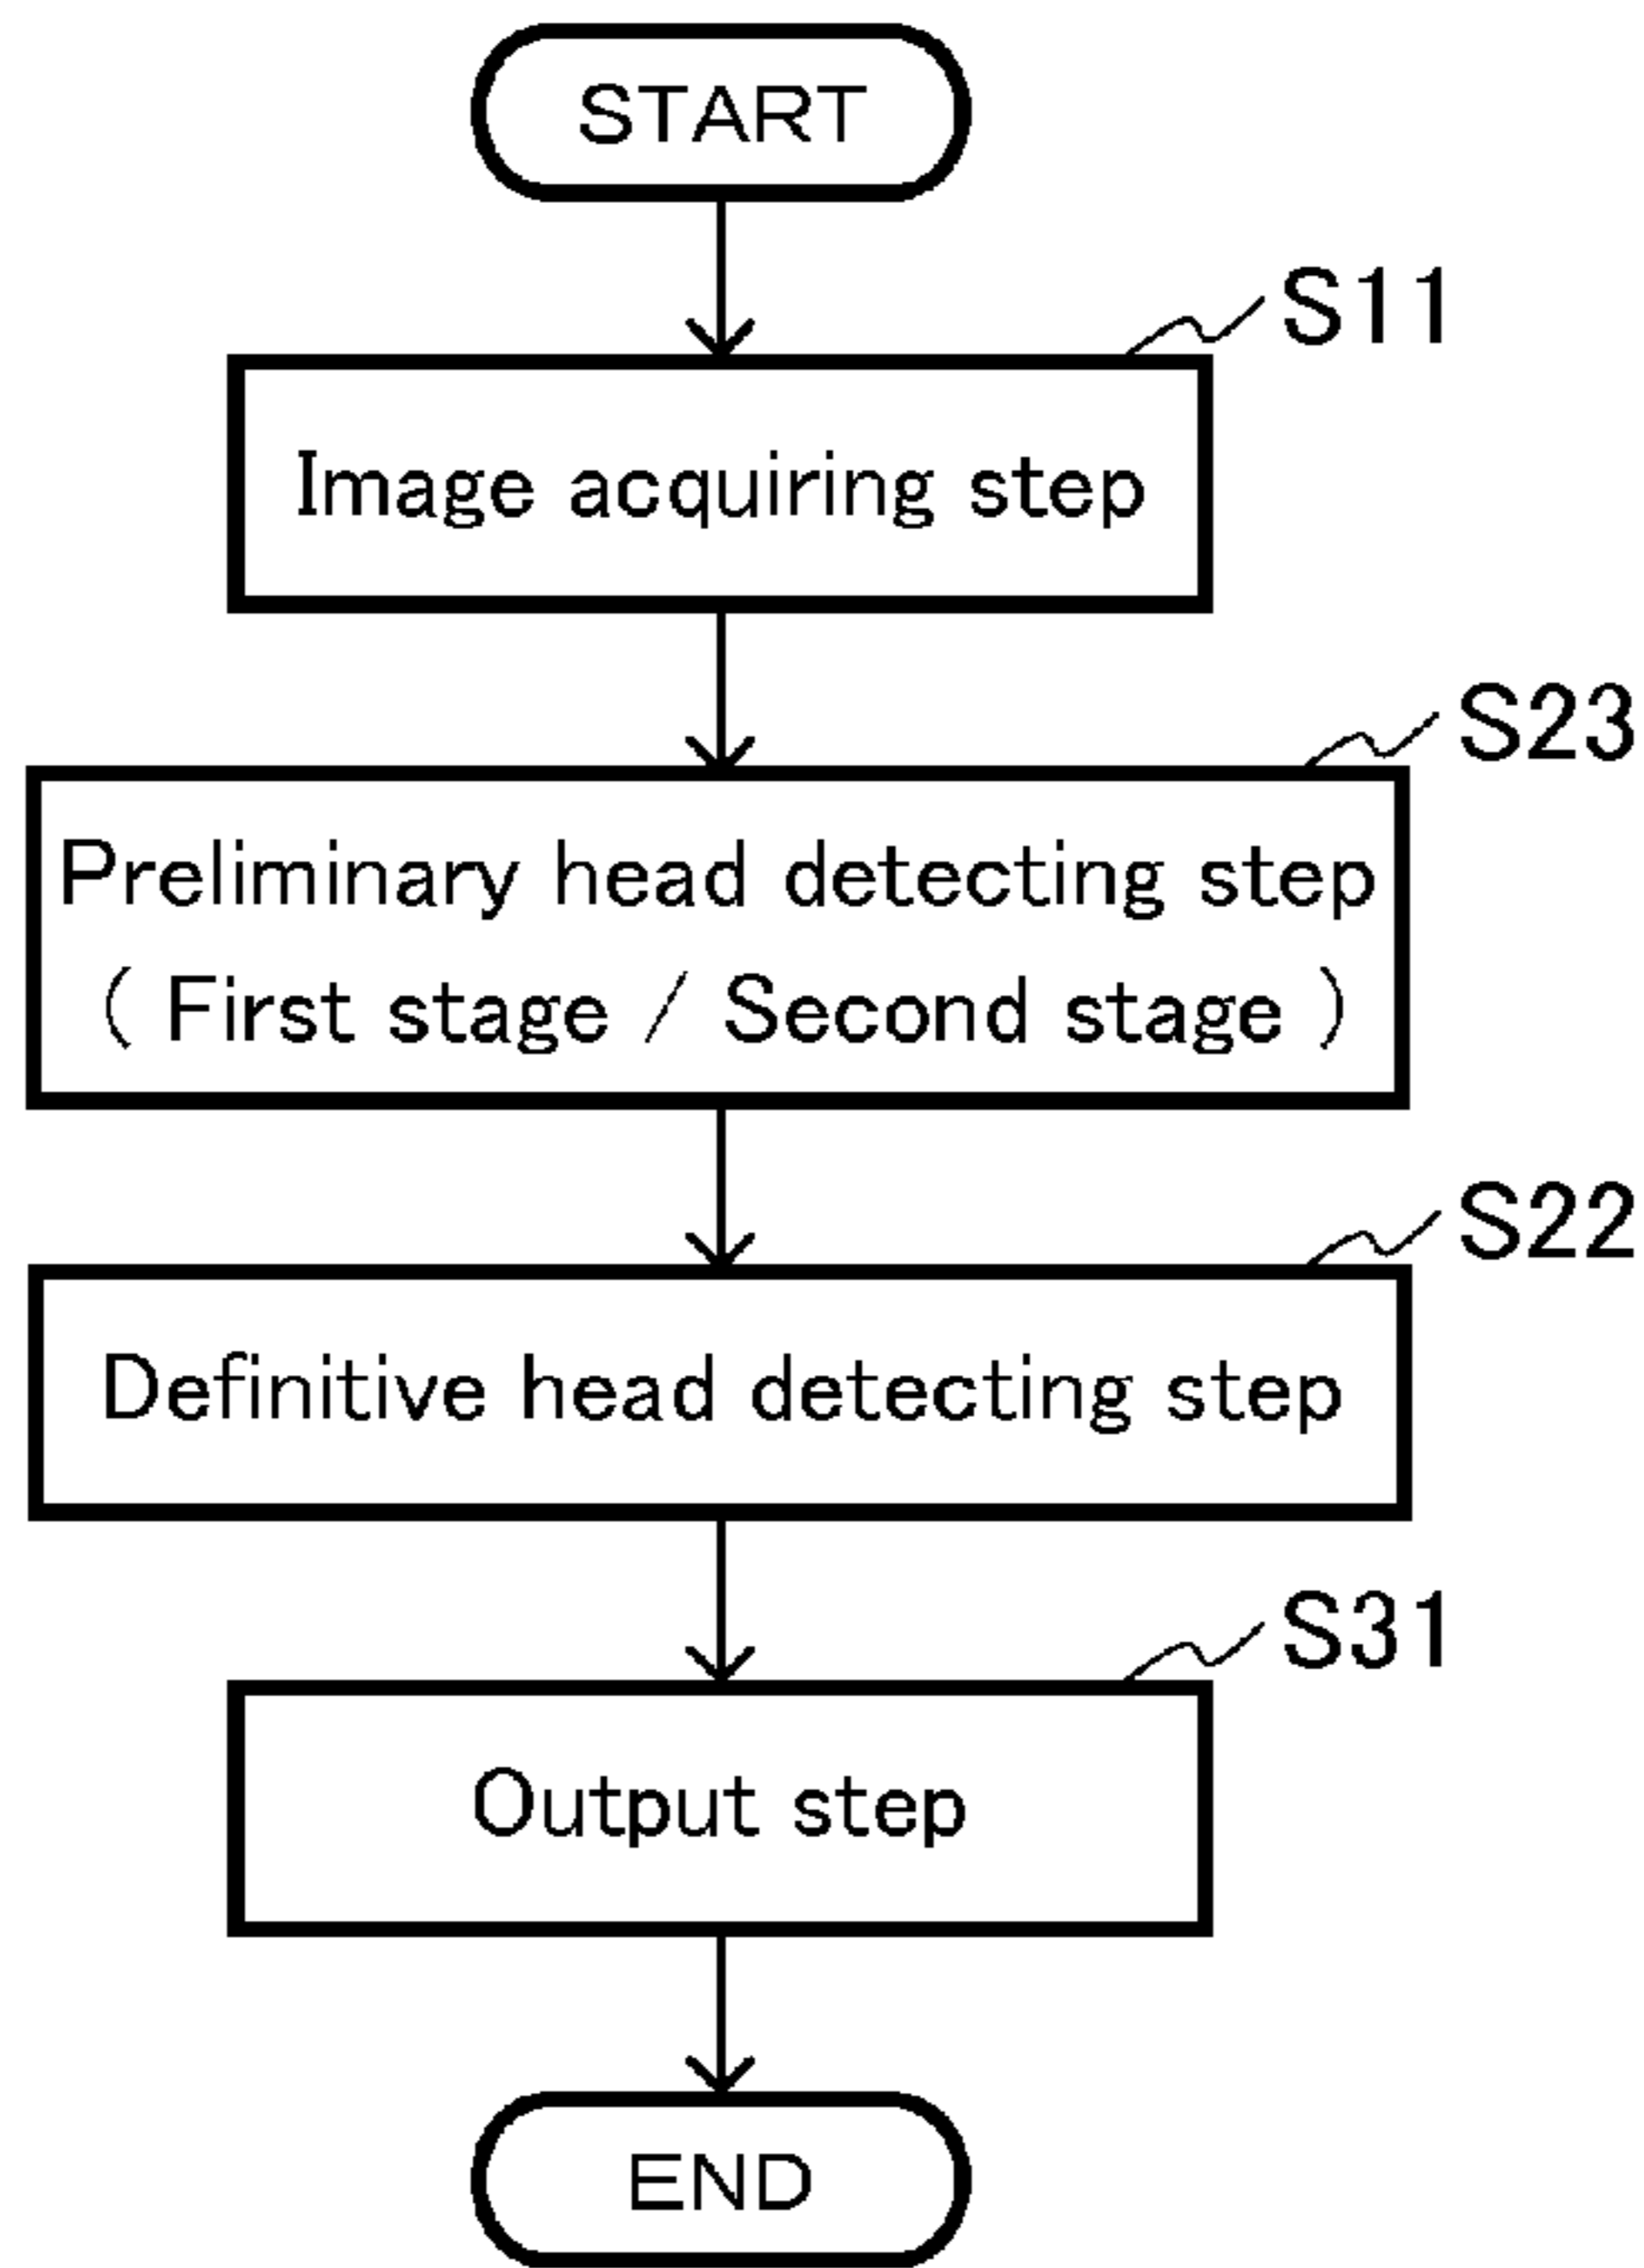 START
S11
Image acquiring step
S23
Preliminary head detecting step
( First stage / Second stage )
S22
Definitive head detecting step
S31
Output step
END